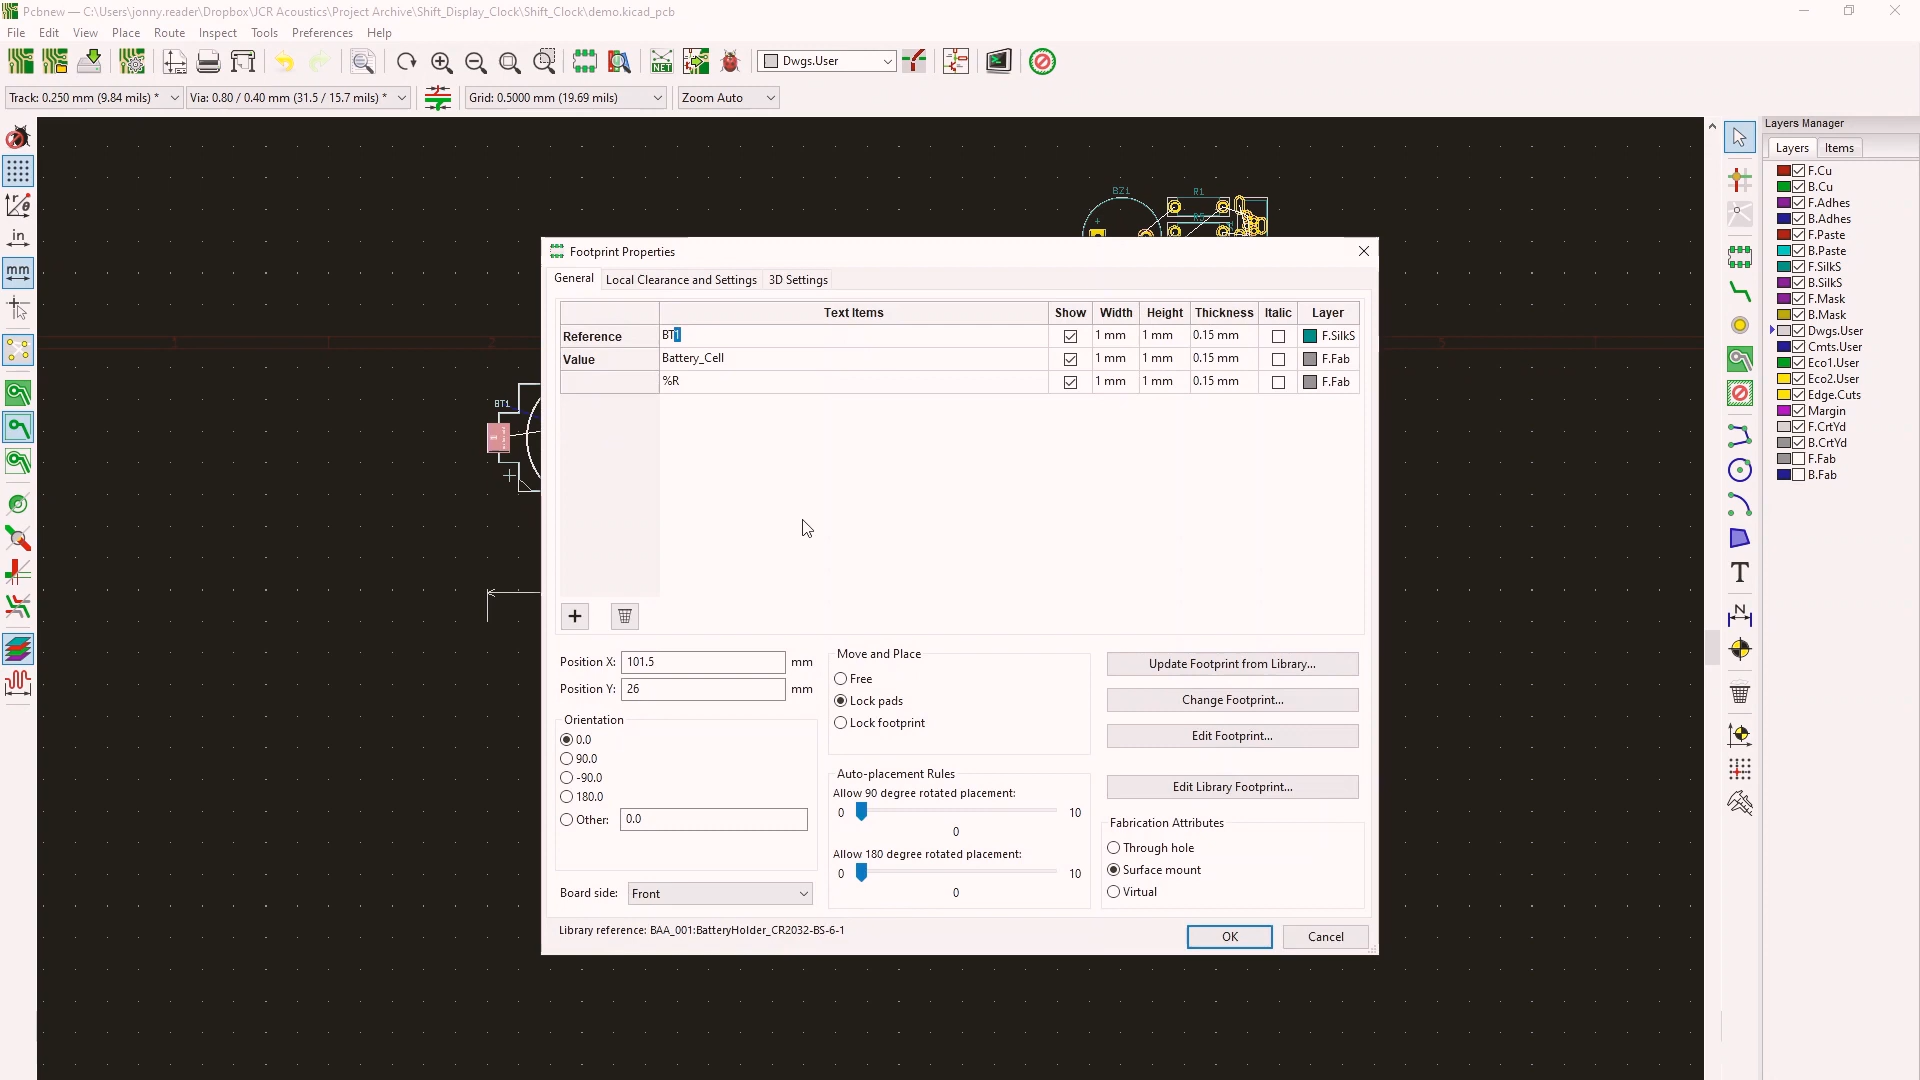 Pcbnew — C:\Users\jonny.reader\Dropbox\JCR Acoustics\Project Archive\Shift_Display_Clock\Shift_Clock\demo.kicad_pcb
File Edit View Place Route Inspect Tools Preferences Help
NET
Dwgs.User
Track: 0.250 mm (9.84 mils) *
Via: 0.80 / 0.40 mm (31.5 / 15.7 mils) *
Grid: 0.5000 mm (19.69 mils)
Zoom Auto
in
mm
BZ1
R1
BT1
Footprint Properties
General
Local Clearance and Settings
3D Settings
Text Items Show Width Height Thickness Italic Layer
Reference BT1 1 mm 1 mm 0.15 mm F.SilkS
Value Battery_Cell 1 mm 1 mm 0.15 mm F.Fab
%R 1 mm 1 mm 0.15 mm F.Fab
Position X: 101.5 mm
Position Y: 26 mm
Orientation
0.0
90.0
-90.0
180.0
Other: 0.0
Board side: Front
Move and Place
Free
Lock pads
Lock footprint
Auto-placement Rules
Allow 90 degree rotated placement:
0 10
0
Allow 180 degree rotated placement:
0 10
0
Update Footprint from Library...
Change Footprint...
Edit Footprint...
Edit Library Footprint...
Fabrication Attributes
Through hole
Surface mount
Virtual
Library reference: BAA_001:BatteryHolder_CR2032-BS-6-1
OK
Cancel
Layers Manager
Layers Items
F.Cu
B.Cu
F.Adhes
B.Adhes
F.Paste
B.Paste
F.SilkS
B.SilkS
F.Mask
B.Mask
Dwgs.User
Cmts.User
Eco1.User
Eco2.User
Edge.Cuts
Margin
F.CrtYd
B.CrtYd
F.Fab
B.Fab